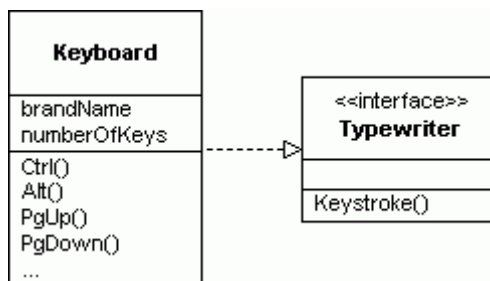 Keyboard
brandName
numberOfKeys
Ctrl()
Alt()
PgUp()
PgDown()
...
<<interface>>
Typewriter
Keystroke()